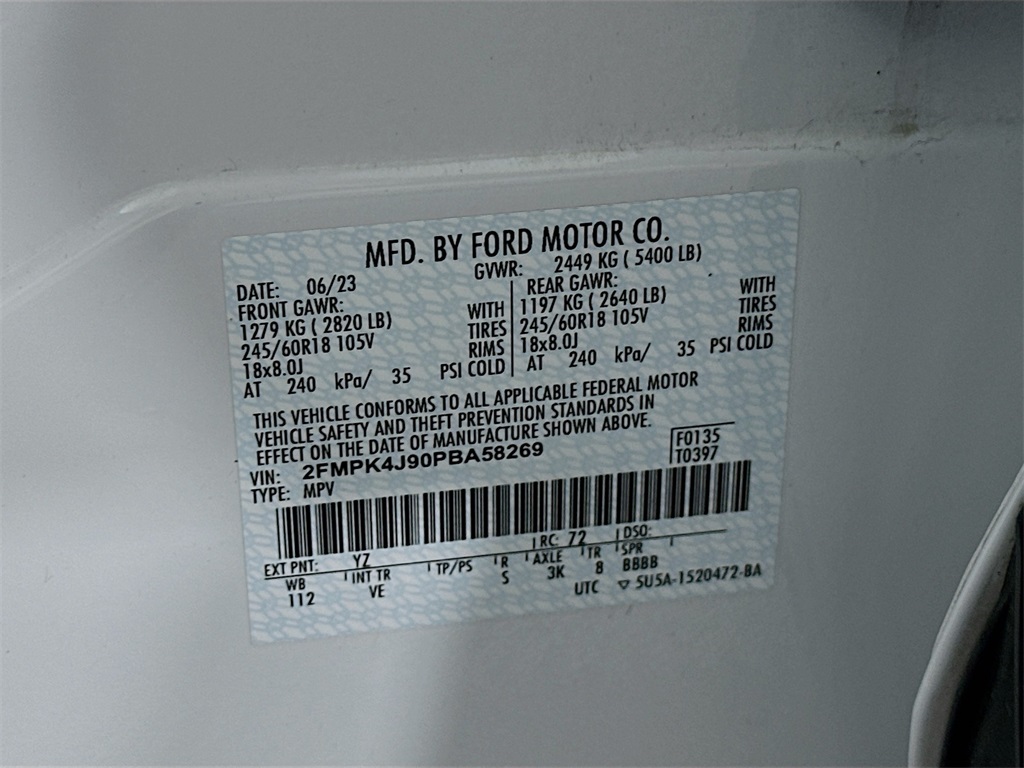 MFD. BY FORD MOTOR CO.
DATE: 06/23 GVWR: 2449 KG ( 5400 LB)
FRONT GAWR: WITH REAR GAWR: WITH
1279 KG ( 2820 LB) TIRES 1197 KG ( 2640 LB) TIRES
245/60R18 105V RIMS 245/60R18 105V RIMS
18x8.0J 18x8.0J
AT 240 kPa/ 35 PSI COLD AT 240 kPa/ 35 PSI COLD
THIS VEHICLE CONFORMS TO ALL APPLICABLE FEDERAL MOTOR
VEHICLE SAFETY AND THEFT PREVENTION STANDARDS IN
EFFECT ON THE DATE OF MANUFACTURE SHOWN ABOVE.
VIN: 2FMPK4J90PBA58269 F0135
TYPE: MPV T0397
EXT PNT: YZ RC: 72 DSO:
WB INT TR TP/PS R AXLE TR SPR
112 VE S 3K 8 BBBB
UTC ▽ 5U5A-1520472-BA